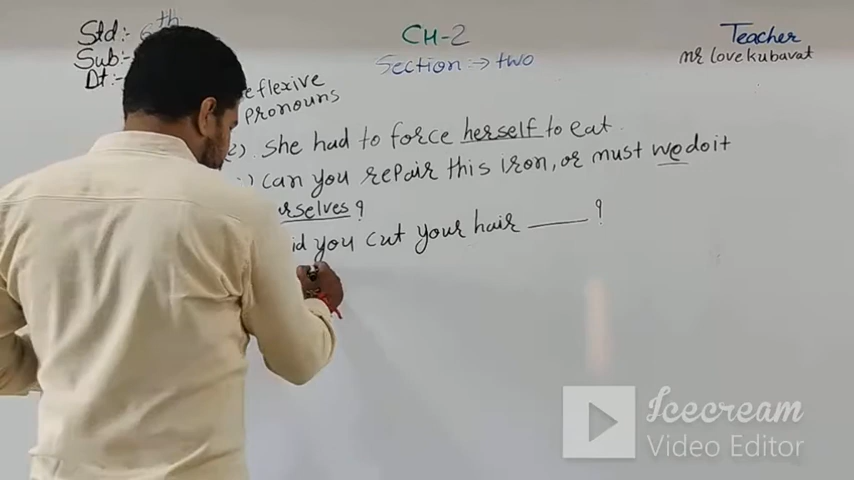 Std:- 6th
CH-2
Teacher
Sub:-
Section:→ two
mr lovekubavat
Dt:-
eflexive
pronouns
2) She had to force herself to eat
) can you repair this iron, or must we do it
rselves?
id you cut your hair ____ ?
Icecream
Video Editor